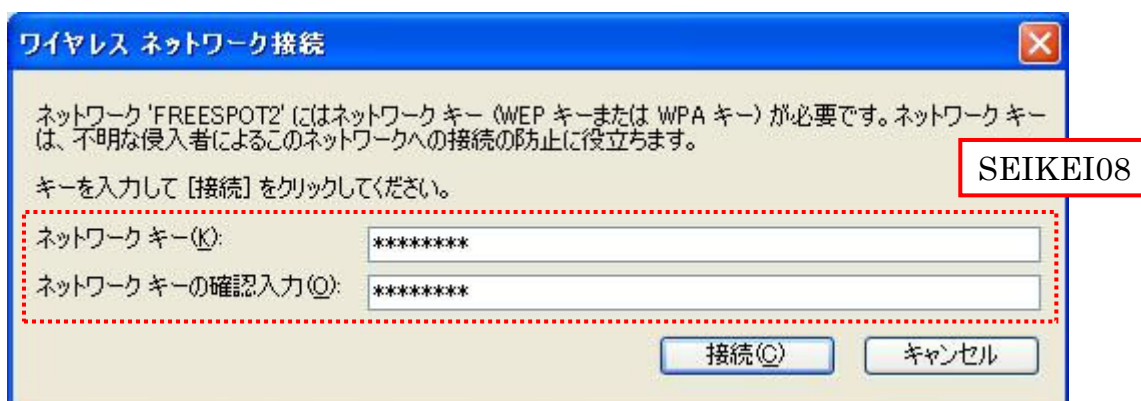 ワイヤレス ネットワーク接続
ネットワーク 'FREESPOT2' にはネットワーク キー (WEP キーまたは WPA キー) が必要です。ネットワーク キー
は、不明な侵入者によるこのネットワークへの接続の防止に役立ちます。
SEIKEI08
キーを入力して [接続] をクリックしてください。
ネットワーク キー(K): ********
ネットワーク キーの確認入力(O): ********
接続(C) キャンセル